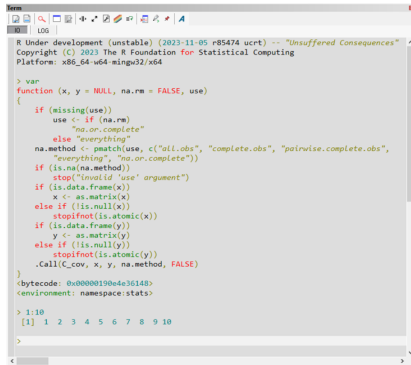 Term
IO LOG
R Under development (unstable) (2023-11-05 r85474 ucrt) -- "Unsuffered Consequences"
Copyright (C) 2023 The R Foundation for Statistical Computing
Platform: x86_64-w64-mingw32/x64
> var
function (x, y = NULL, na.rm = FALSE, use)
{
    if (missing(use))
        use <- if (na.rm)
            "na.or.complete"
        else "everything"
    na.method <- pmatch(use, c("all.obs", "complete.obs", "pairwise.complete.obs",
        "everything", "na.or.complete"))
    if (is.na(na.method))
        stop("invalid 'use' argument")
    if (is.data.frame(x))
        x <- as.matrix(x)
    else if (!is.null(x))
        stopifnot(is.atomic(x))
    if (is.data.frame(y))
        y <- as.matrix(y)
    else if (!is.null(y))
        stopifnot(is.atomic(y))
    .Call(C_cov, x, y, na.method, FALSE)
}
<bytecode: 0x00000190e4e36148>
<environment: namespace:stats>
> 1:10
[1] 1 2 3 4 5 6 7 8 9 10
>